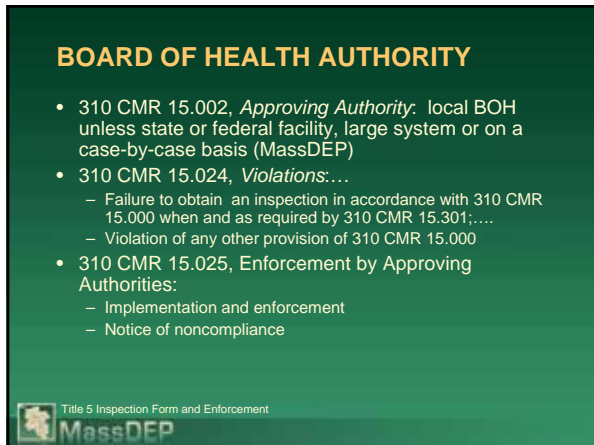 BOARD OF HEALTH AUTHORITY
• 310 CMR 15.002, Approving Authority: local BOH
unless state or federal facility, large system or on a
case-by-case basis (MassDEP)
• 310 CMR 15.024, Violations:…
– Failure to obtain an inspection in accordance with 310 CMR
15.000 when and as required by 310 CMR 15.301;….
– Violation of any other provision of 310 CMR 15.000
• 310 CMR 15.025, Enforcement by Approving
Authorities:
– Implementation and enforcement
– Notice of noncompliance
Title 5 Inspection Form and Enforcement
MassDEP